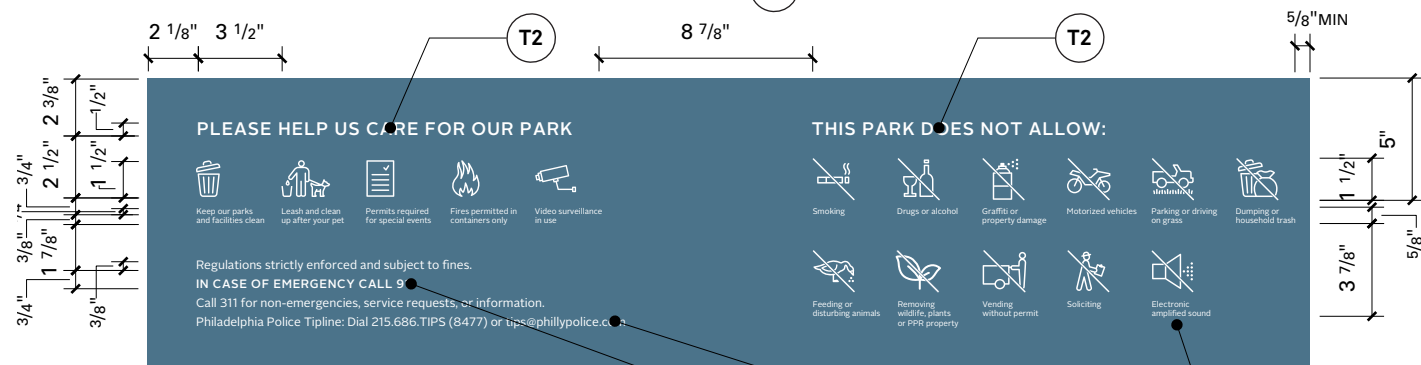 2 1/8" 3 1/2" T2 8 7/8" T2 5/8"MIN
PLEASE HELP US CARE FOR OUR PARK
Keep our parks
and facilities clean
Leash and clean
up after your pet
Permits required
for special events
Fires permitted in
containers only
Video surveillance
in use
Regulations strictly enforced and subject to fines.
IN CASE OF EMERGENCY CALL
Call 311 for non-emergencies, service requests, or information.
Philadelphia Police Tipline: Dial 215.686.TIPS (8477) or tips@phillypolice.com
THIS PARK DOES NOT ALLOW:
Smoking
Drugs or alcohol
Graffiti or
property damage
Motorized vehicles
Parking or driving
on grass
Dumping or
household trash
Feeding or
disturbing animals
Removing
wildlife, plants
or PPR property
Vending
without permit
Soliciting
Electronic
amplified sound
2 3/8"
1/2"
2 1/2"
1 1/2"
3/4"
3/8"
1 7/8"
3/4"
3/8"
5"
1 1/2"
5/8"
3 7/8"